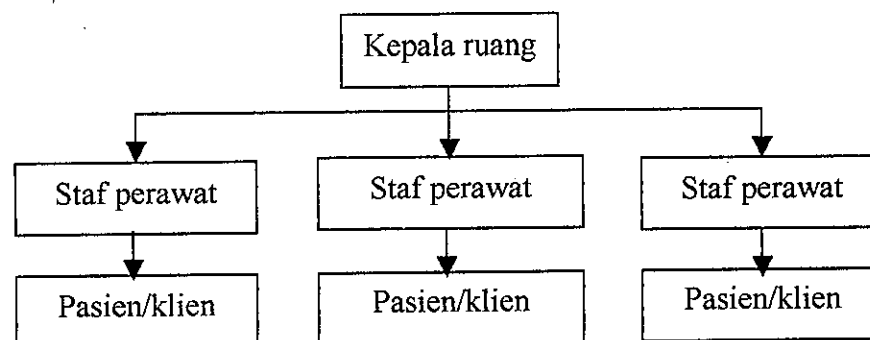 Kepala ruang
Staf perawat
Staf perawat
Staf perawat
Pasien/klien
Pasien/klien
Pasien/klien